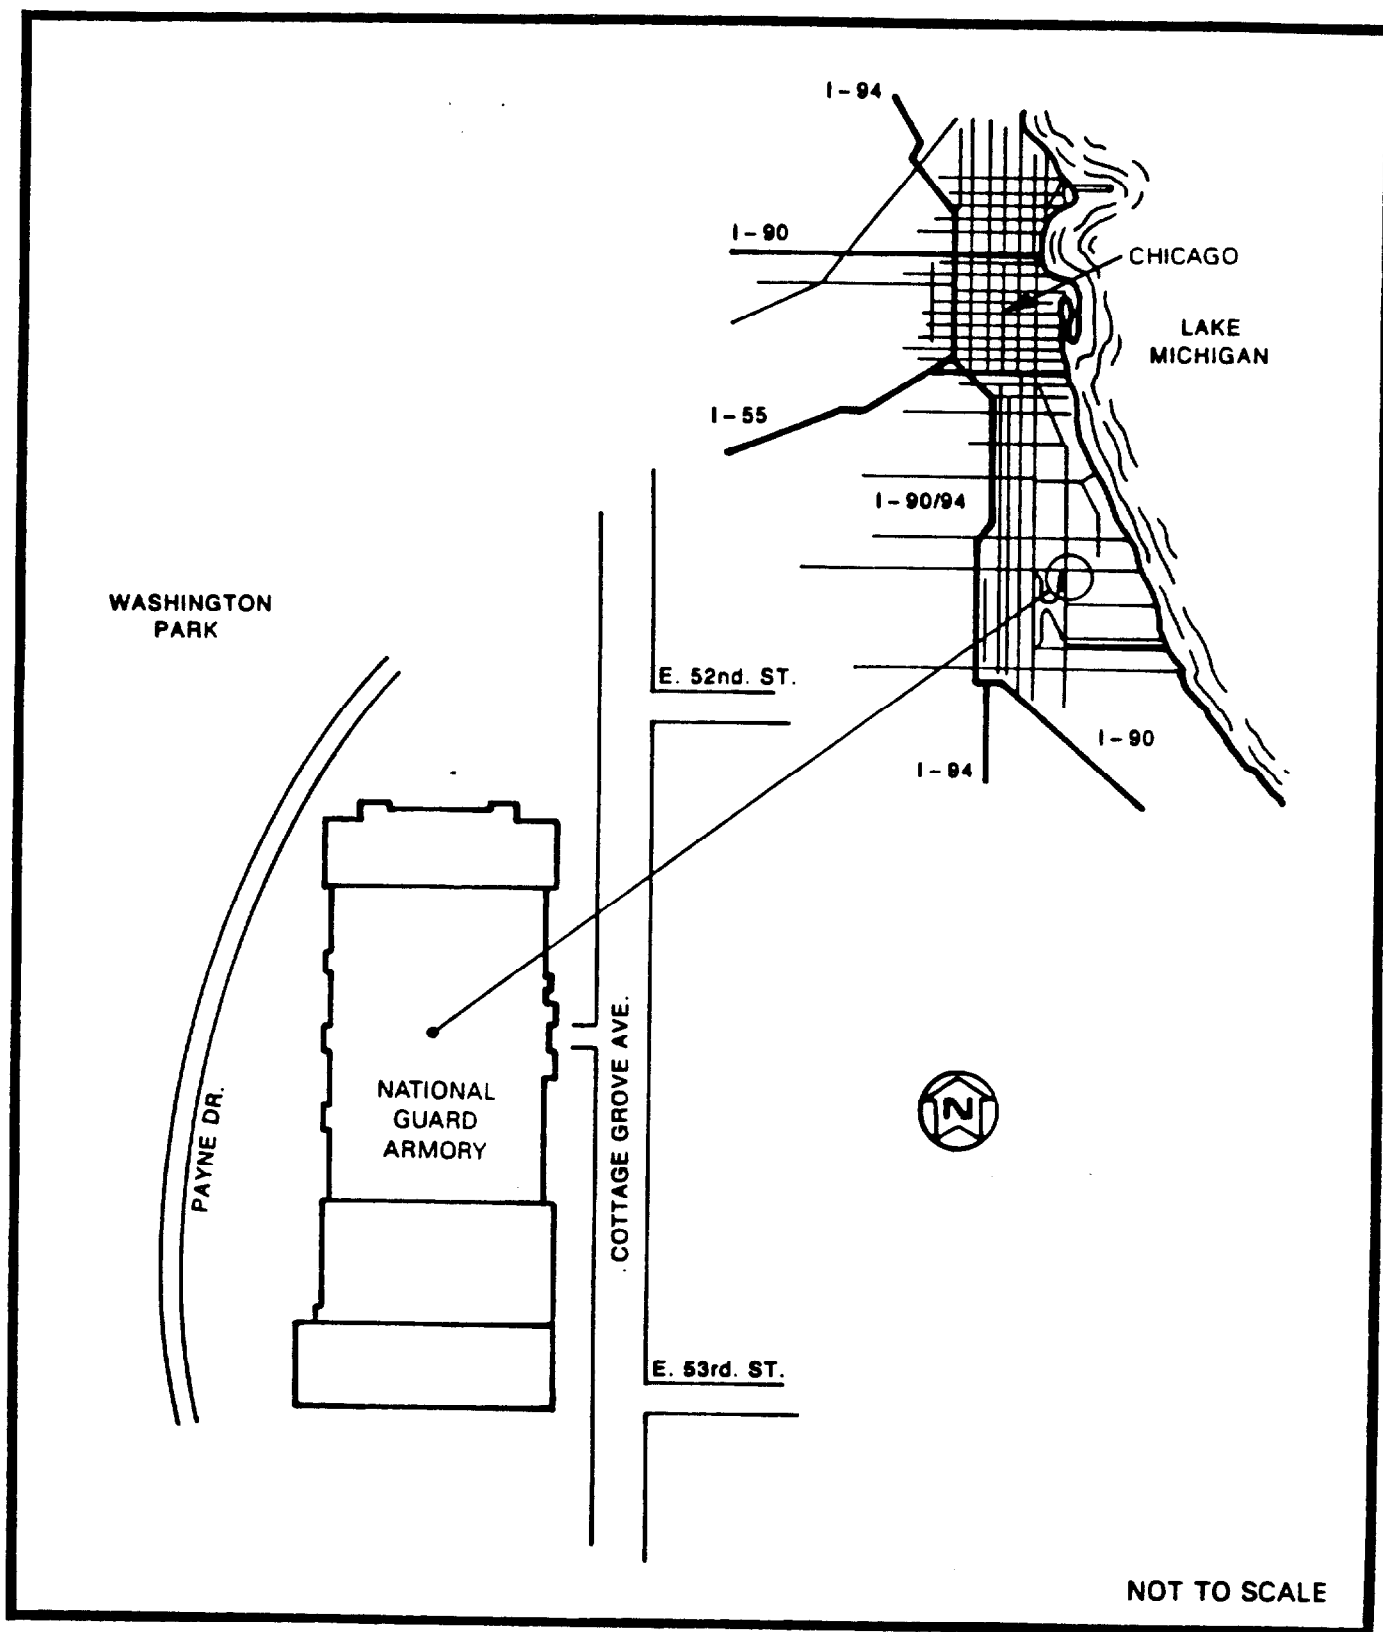 I-94
I-90
CHICAGO
LAKE
MICHIGAN
I-55
I-90/94
WASHINGTON
PARK
E. 52nd. ST.
I-90
I-94
NATIONAL
GUARD
ARMORY
PAYNE DR.
COTTAGE GROVE AVE.
N
E. 53rd. ST.
NOT TO SCALE